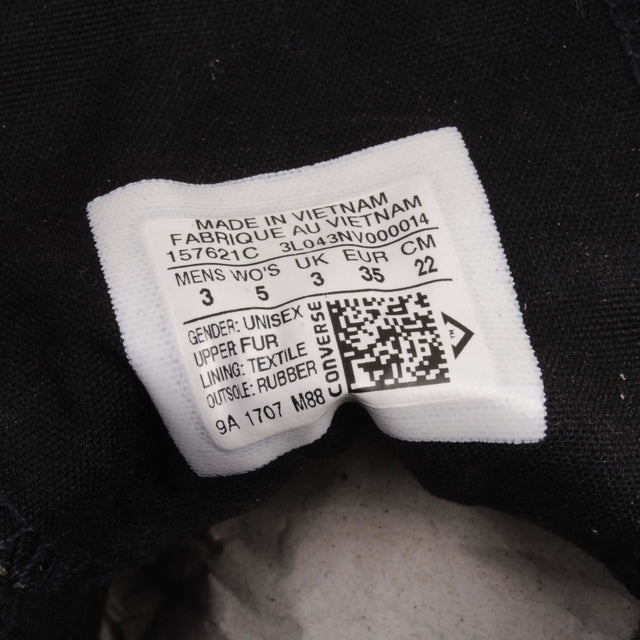 MADE IN VIETNAM
FABRIQUE AU VIETNAM
157621C 3L043NV000014
MENS WO'S UK EUR CM
3 5 3 35 22
GENDER: UNISEX
UPPER FUR
LINING: TEXTILE
OUTSOLE: RUBBER
9A 1707 M88
CONVERSE